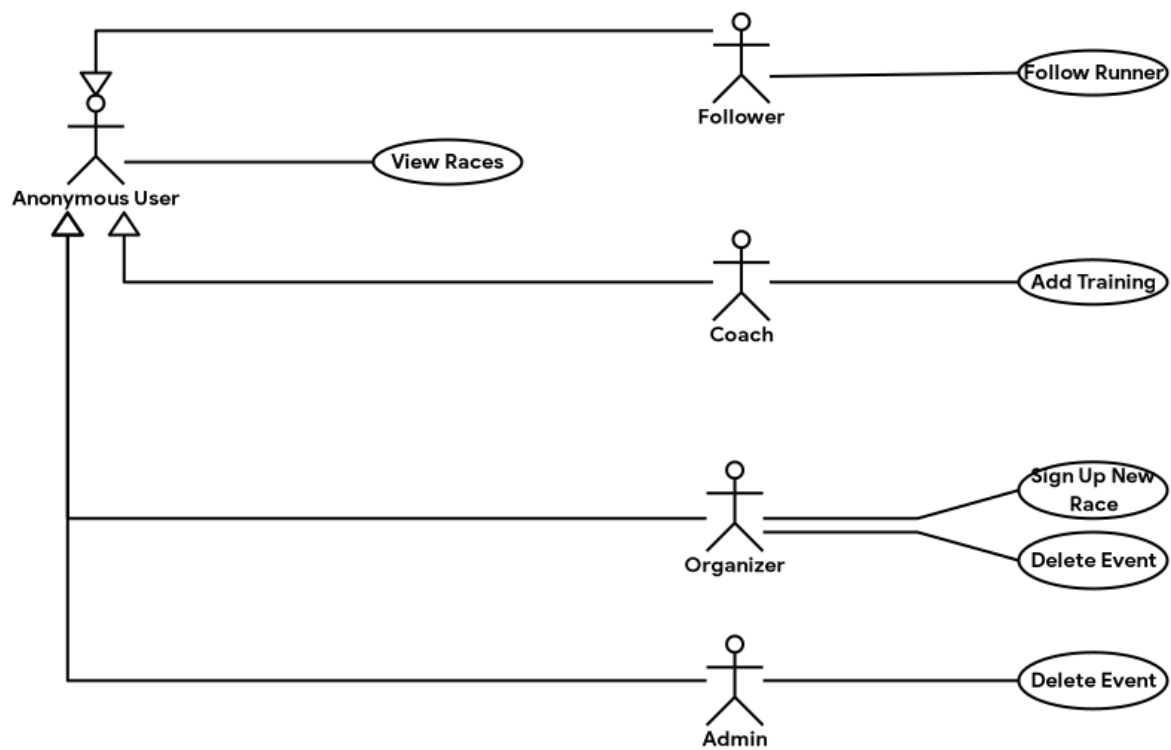 Follow Runner
Follower
View Races
Anonymous User
Add Training
Coach
Sign Up New
Race
Delete Event
Organizer
Delete Event
Admin